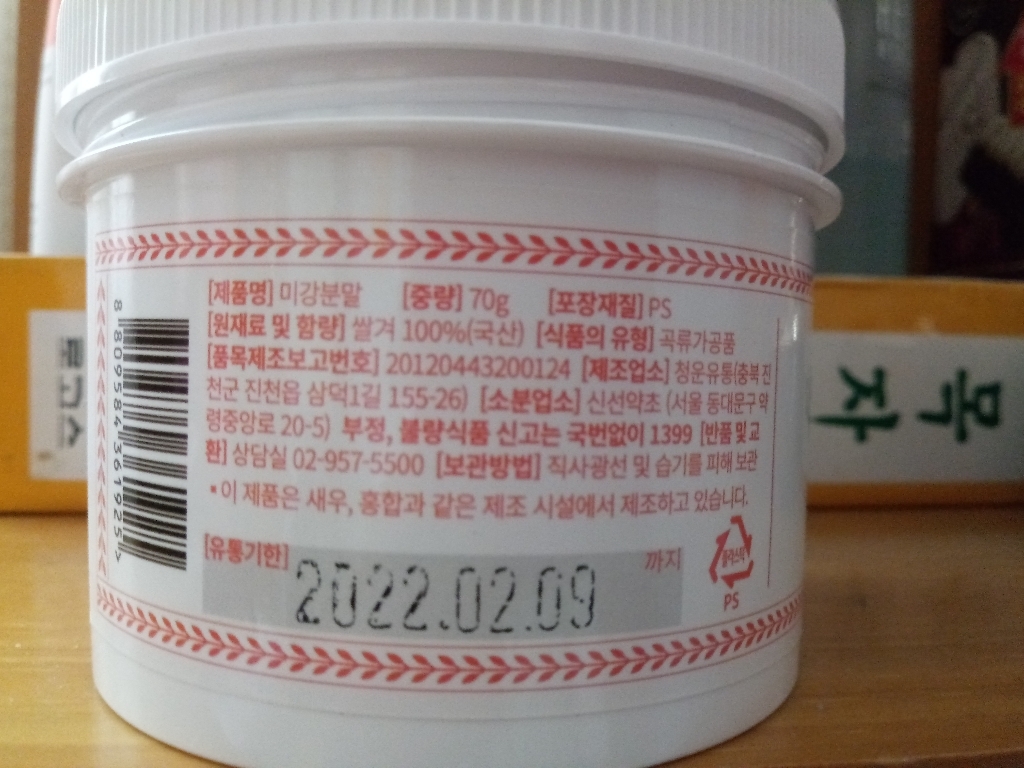 [제품명] 미강분말 [중량] 70g [포장재질] PS
[원재료 및 함량] 쌀겨 100%(국산) [식품의 유형] 곡류가공품
[품목제조보고번호] 20120443200124 [제조업소] 청운유통(충북 진
천군 진천읍 삼덕1길 155-26) [소분업소] 신선약초 (서울 동대문구 약
령중앙로 20-5) 부정, 불량식품 신고는 국번없이 1399 [반품 및 교
환] 상담실 02-957-5500 [보관방법] 직사광선 및 습기를 피해 보관
▪이 제품은 새우, 홍합과 같은 제조 시설에서 제조하고 있습니다.
[유통기한] 까지
2022.02.09
플라스틱
PS
8 809584 361925>
목
자